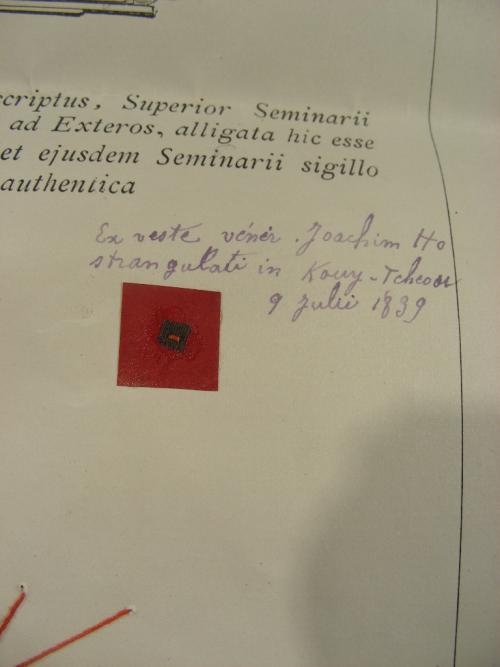 criptus, Superior Seminarii
ad Exteros, alligata hic esse
et ejusdem Seminarii sigillo
authentica
Ex veste vénér. Joachim Ho
strangulati in Kouy-Tcheou
9 Julii 1839